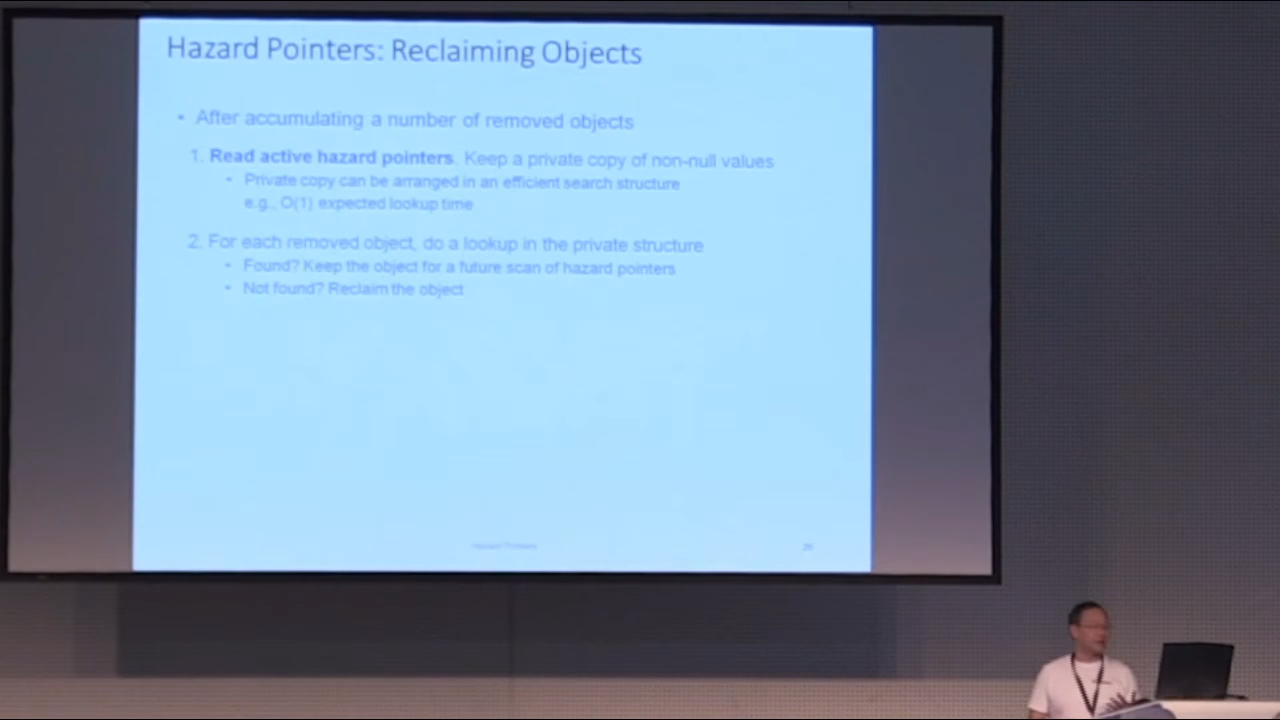 Hazard Pointers: Reclaiming Objects
• After accumulating a number of removed objects
1. Read active hazard pointers. Keep a private copy of non-null values
• Private copy can be arranged in an efficient search structure
e.g., O(1) expected lookup time
2. For each removed object, do a lookup in the private structure
• Found? Keep the object for a future scan of hazard pointers
• Not found? Reclaim the object
Hazard Pointers